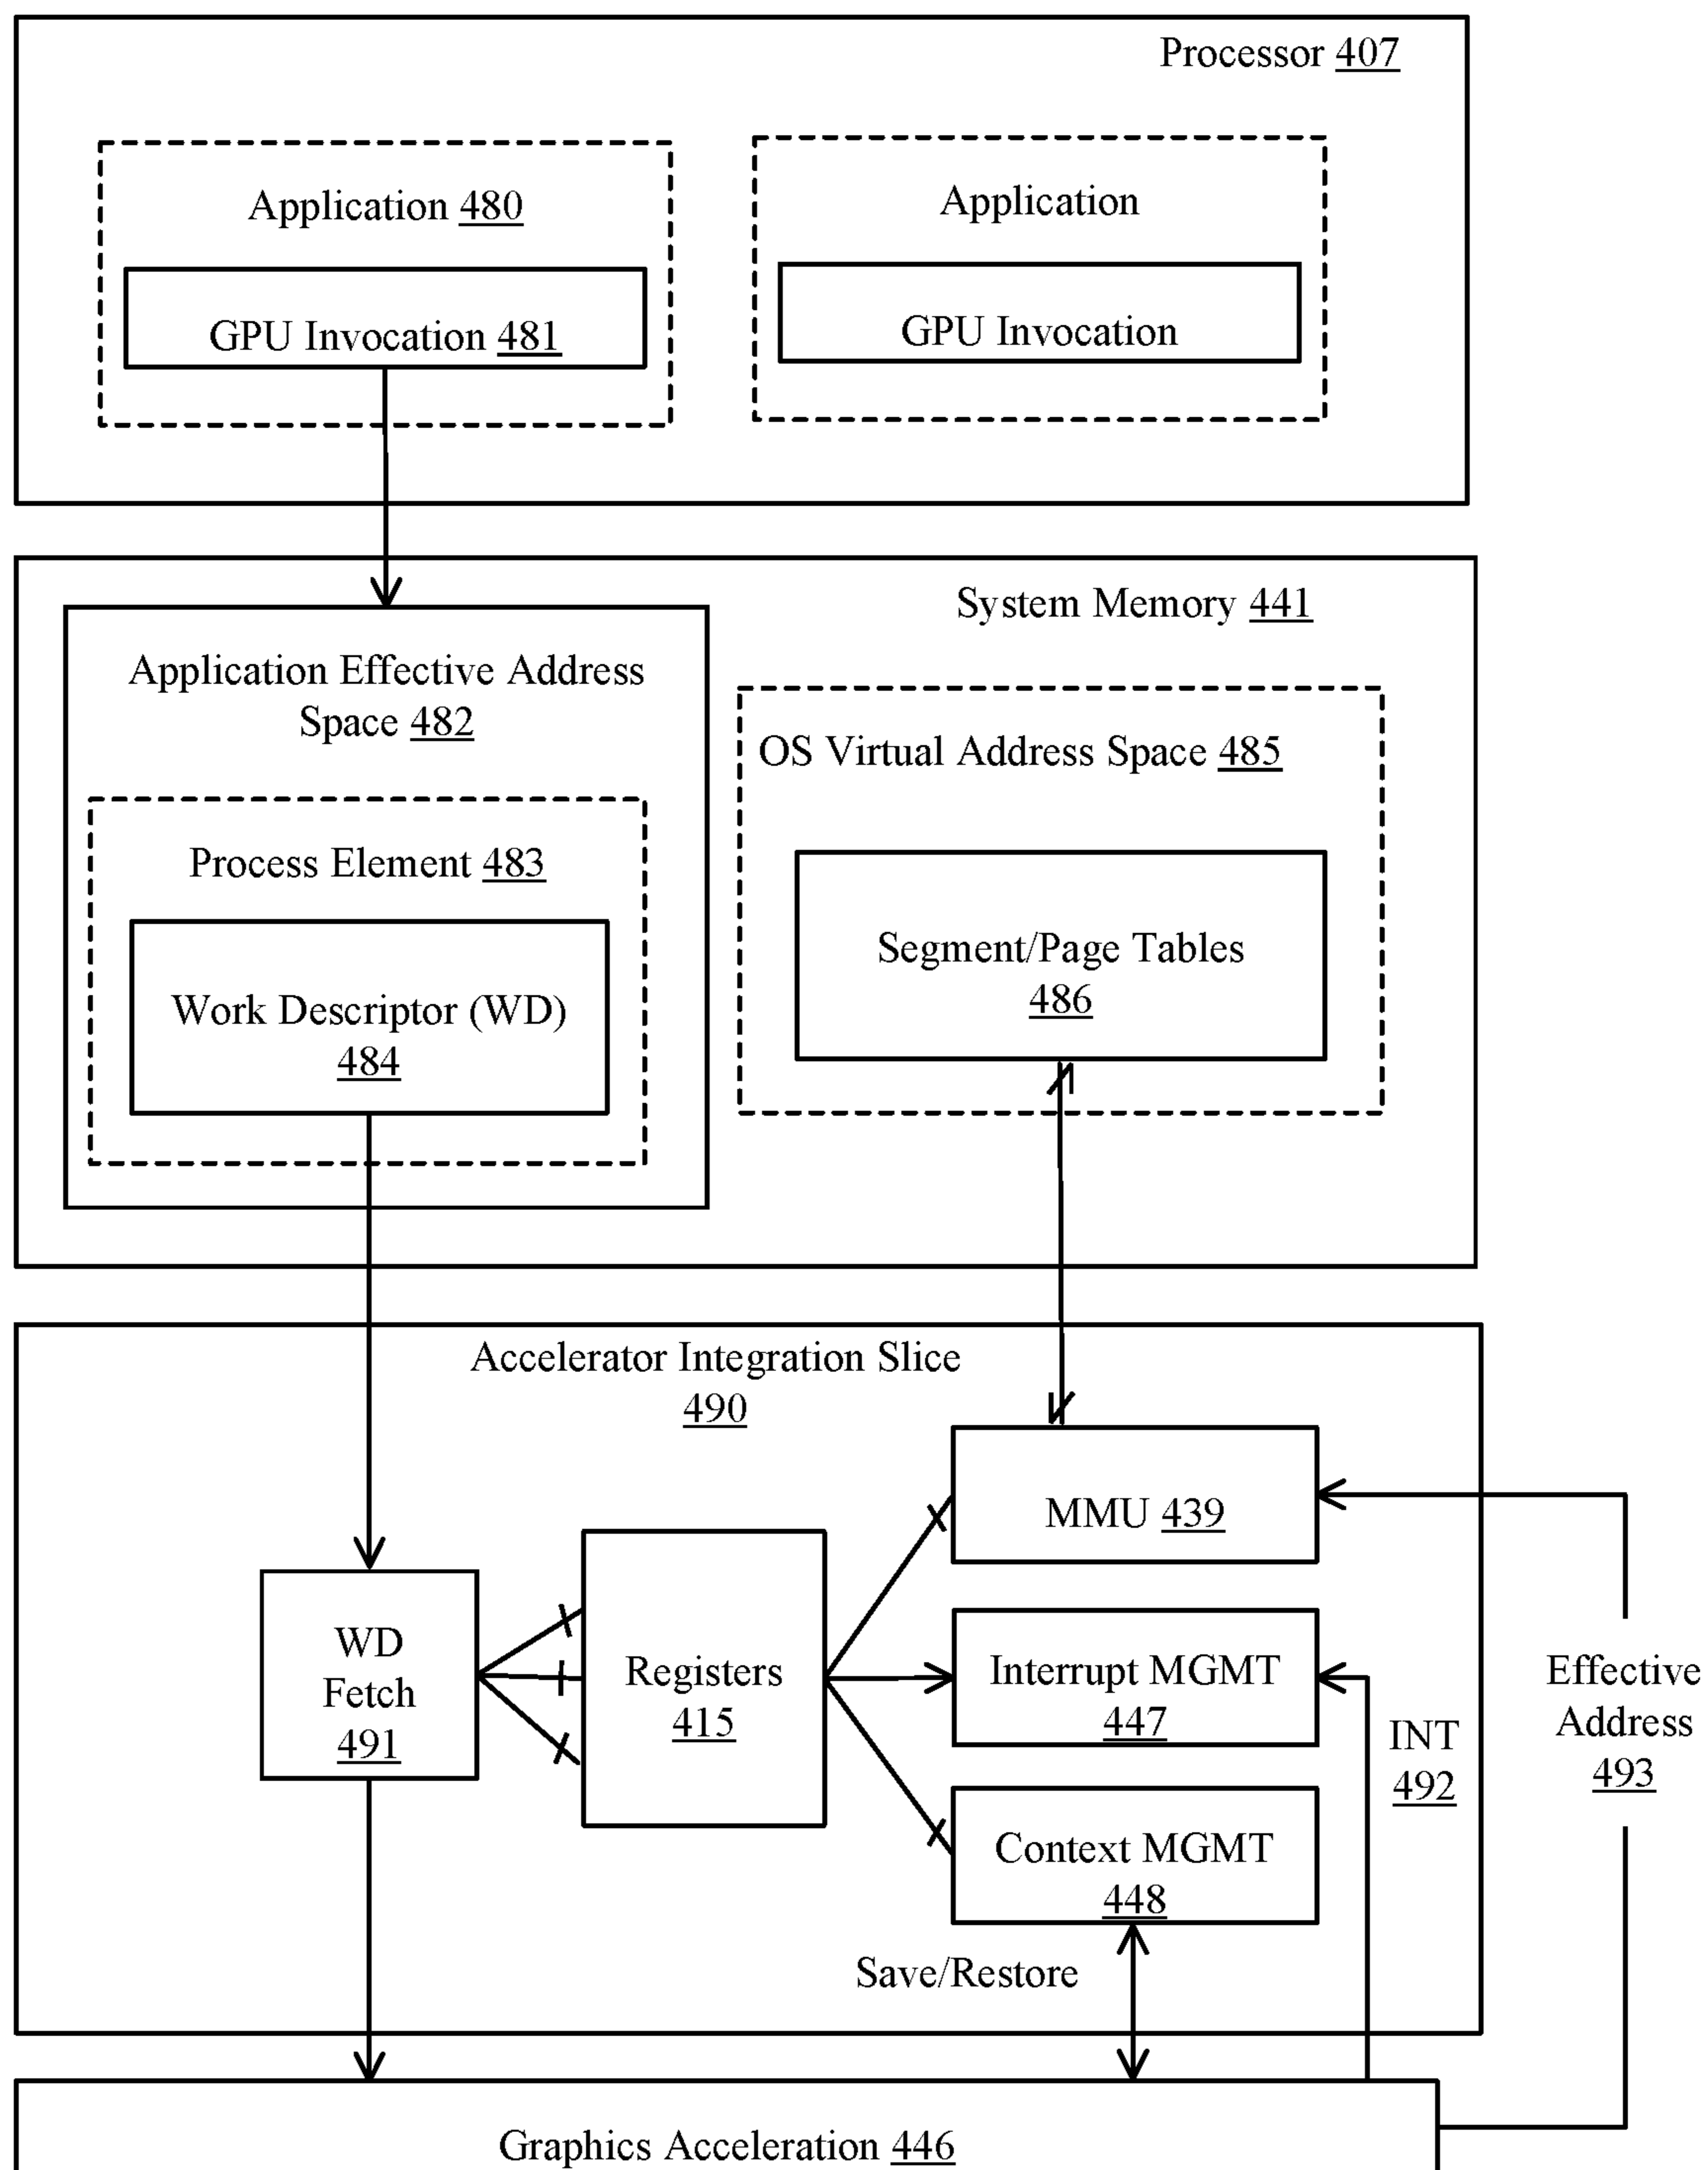 Processor 407
Application 480
GPU Invocation 481
Application
GPU Invocation
System Memory 441
Application Effective Address
Space 482
Process Element 483
Work Descriptor (WD)
484
OS Virtual Address Space 485
Segment/Page Tables
486
Accelerator Integration Slice
490
WD
Fetch
491
Registers
415
MMU 439
Interrupt MGMT
447
Context MGMT
448
Save/Restore
INT
492
Effective
Address
493
Graphics Acceleration 446